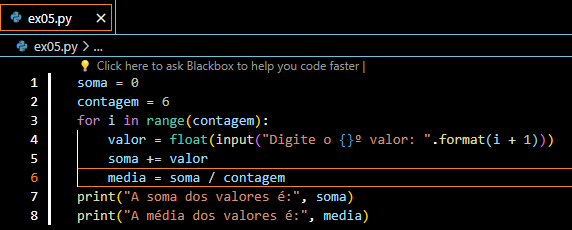 ex05.py ×
ex05.py > ...
Click here to ask Blackbox to help you code faster |
1 soma = 0
2 contagem = 6
3 for i in range(contagem):
4     valor = float(input("Digite o {}º valor: ".format(i + 1)))
5     soma += valor
6     media = soma / contagem
7 print("A soma dos valores é:", soma)
8 print("A média dos valores é:", media)